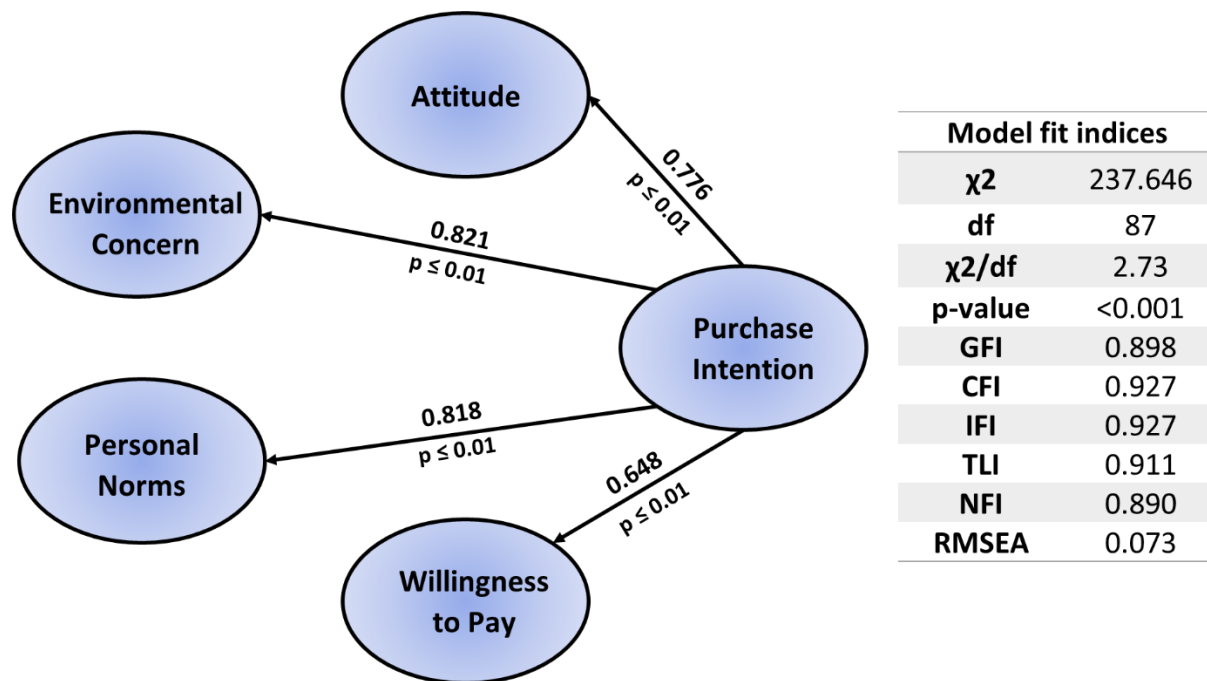 Attitude
0.776
p ≤ 0.01
Environmental
Concern
0.821
p ≤ 0.01
Purchase
Intention
Personal
Norms
0.818
p ≤ 0.01
0.648
p ≤ 0.01
Willingness
to Pay
Model fit indices
χ2 237.646
df 87
χ2/df 2.73
p-value <0.001
GFI 0.898
CFI 0.927
IFI 0.927
TLI 0.911
NFI 0.890
RMSEA 0.073